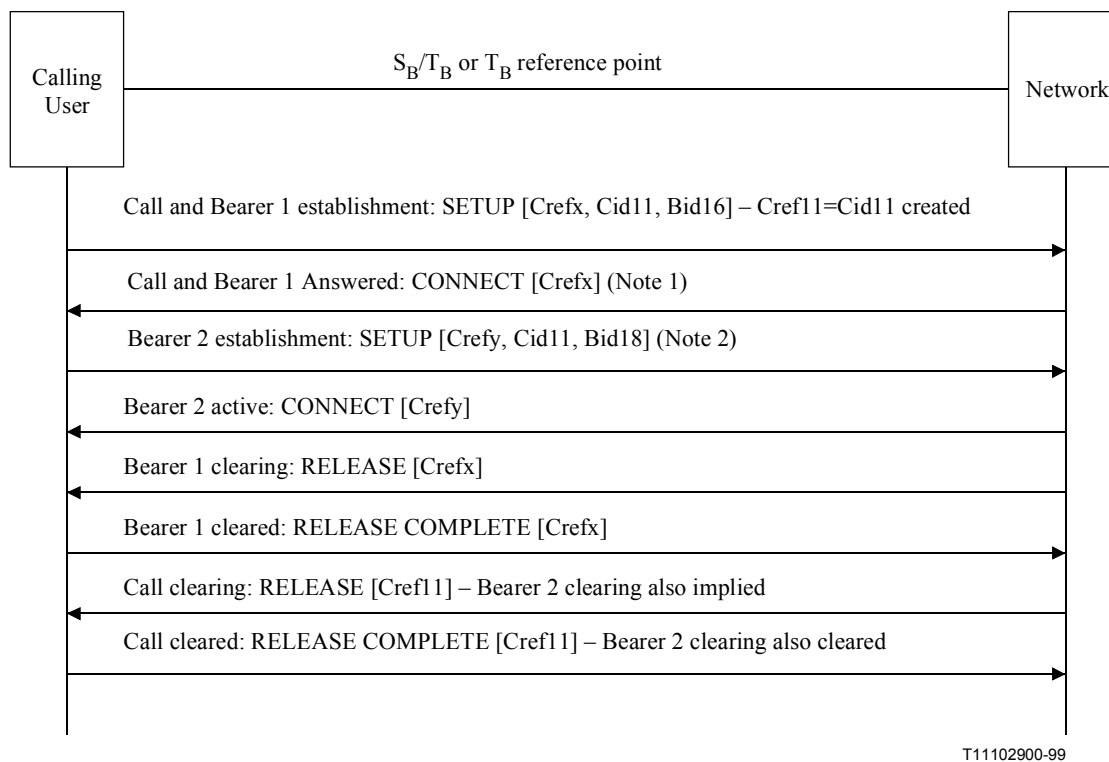 S_B/T_B or T_B reference point
Calling
User
Network
Call and Bearer 1 establishment: SETUP [Crefx, Cid11, Bid16] – Cref11=Cid11 created
Call and Bearer 1 Answered: CONNECT [Crefx] (Note 1)
Bearer 2 establishment: SETUP [Crefy, Cid11, Bid18] (Note 2)
Bearer 2 active: CONNECT [Crefy]
Bearer 1 clearing: RELEASE [Crefx]
Bearer 1 cleared: RELEASE COMPLETE [Crefx]
Call clearing: RELEASE [Cref11] – Bearer 2 clearing also implied
Call cleared: RELEASE COMPLETE [Cref11] – Bearer 2 clearing also cleared
T11102900-99